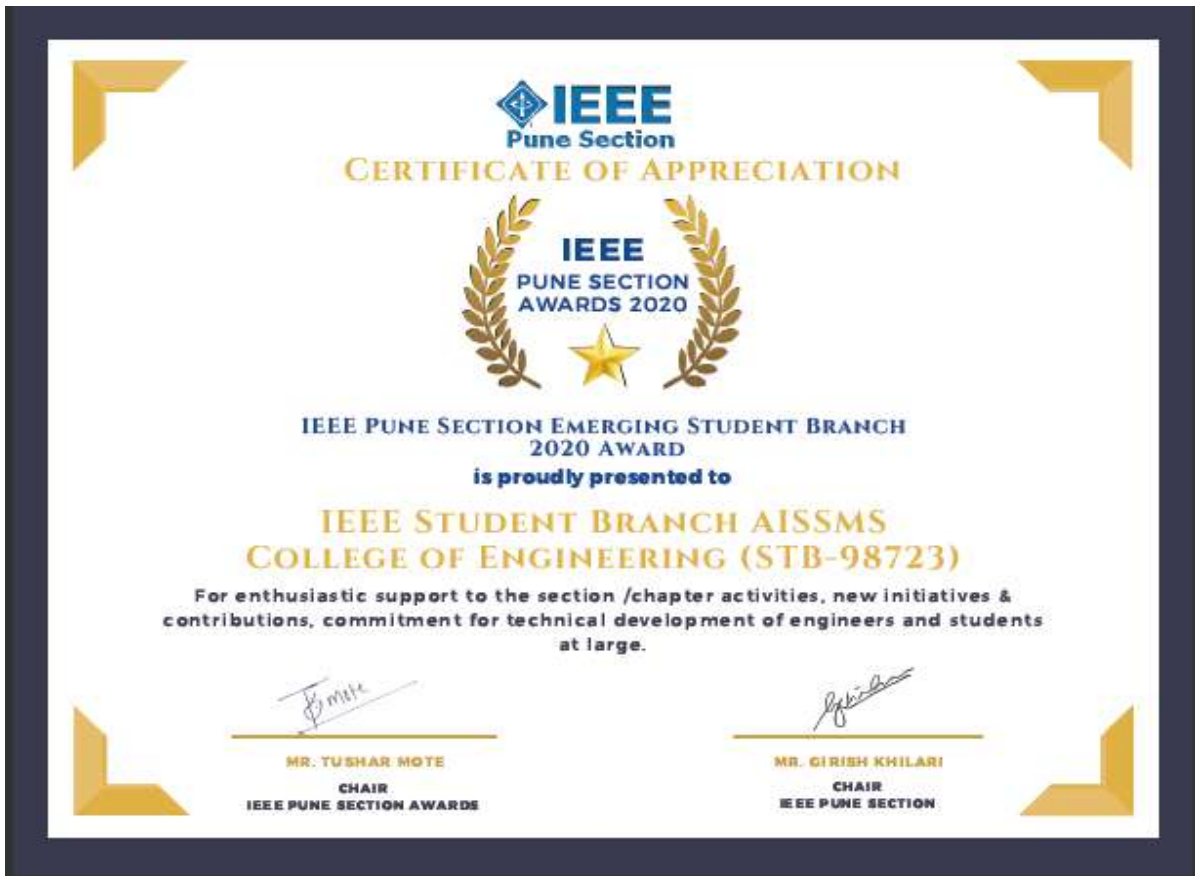 IEEE
Pune Section
CERTIFICATE OF APPRECIATION
IEEE
PUNE SECTION
AWARDS 2020
IEEE PUNE SECTION EMERGING STUDENT BRANCH
2020 AWARD
is proudly presented to
IEEE STUDENT BRANCH AISSMS
COLLEGE OF ENGINEERING (STB-98723)
For enthusiastic support to the section /chapter activities, new initiatives &
contributions, commitment for technical development of engineers and students
at large.
Mote
MR. TUSHAR MOTE
MR. GIRISH KHILARI
CHAIR
CHAIR
IEEE PUNE SECTION AWARDS
IEEE PUNE SECTION